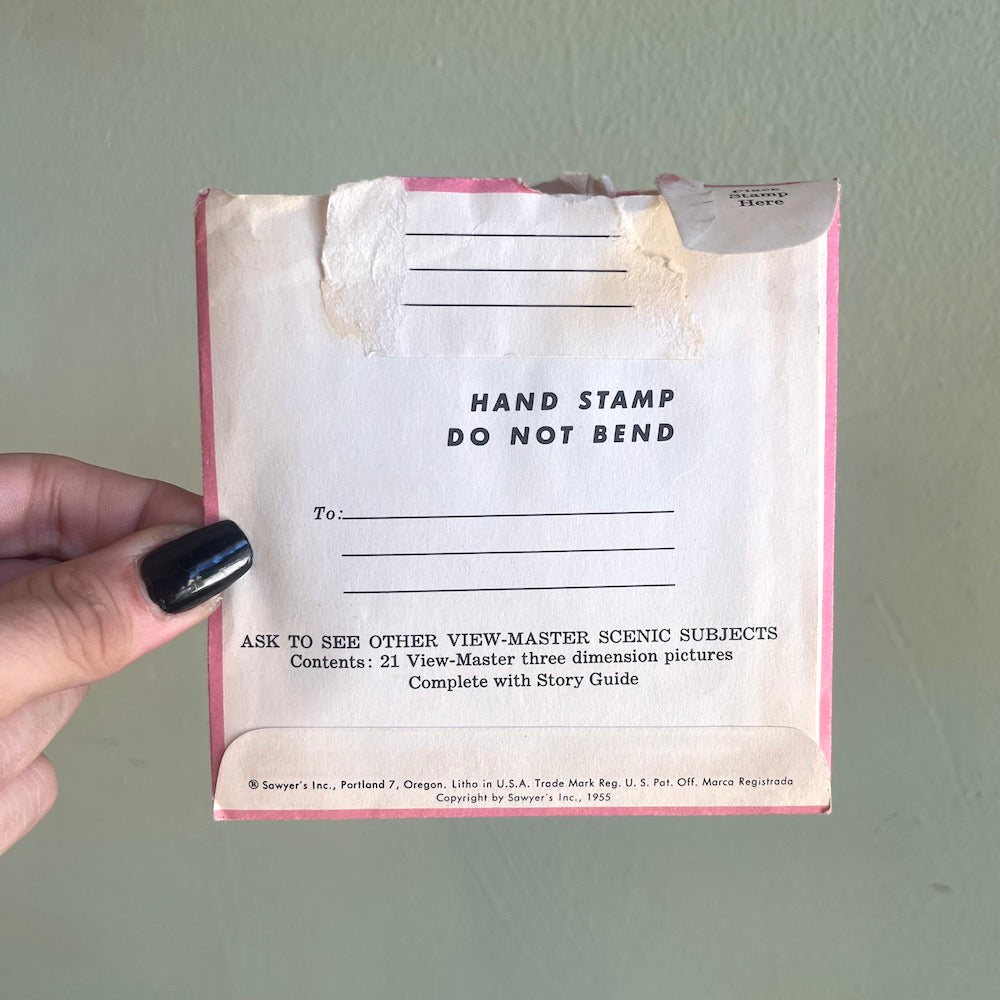 Place
Stamp
Here
HAND STAMP
DO NOT BEND
To:
ASK TO SEE OTHER VIEW-MASTER SCENIC SUBJECTS
Contents: 21 View-Master three dimension pictures
Complete with Story Guide
® Sawyer's Inc., Portland 7, Oregon. Litho in U.S.A. Trade Mark Reg. U. S. Pat. Off. Marca Registrada
Copyright by Sawyer's Inc., 1955